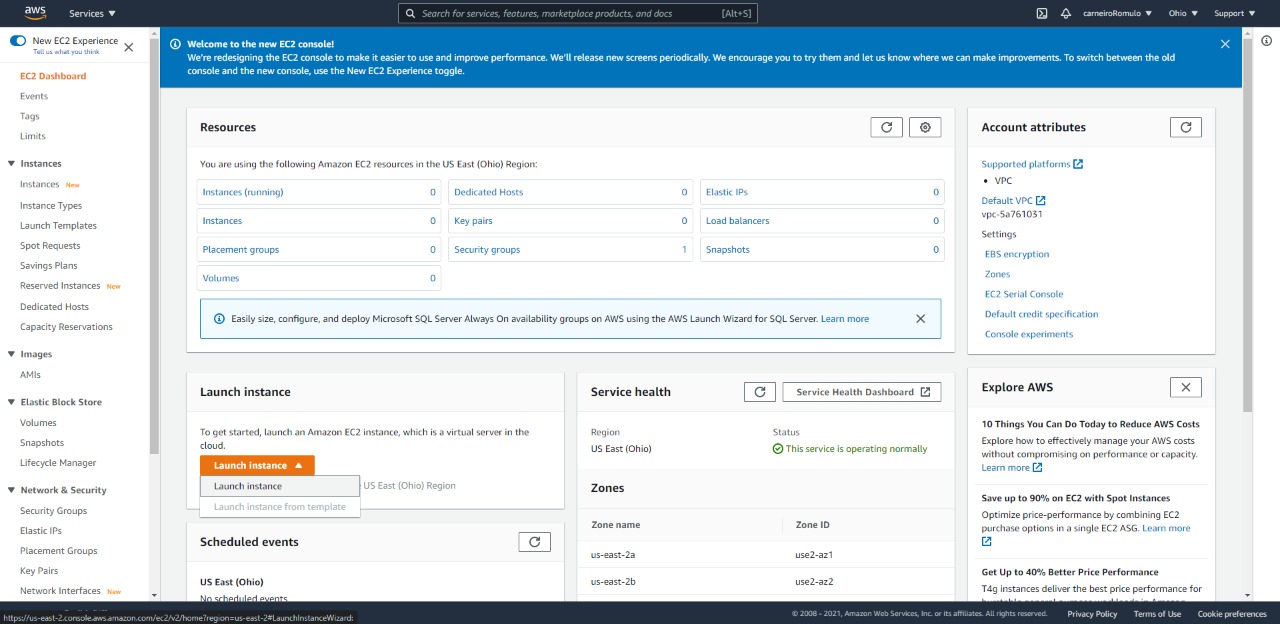 aws
Services
Search for services, features, marketplace products, and docs
[Alt+S]
carneiroRomulo
Ohio
Support
New EC2 Experience
Tell us what you think
EC2 Dashboard
Events
Tags
Limits
Instances
Instances New
Instance Types
Launch Templates
Spot Requests
Savings Plans
Reserved Instances New
Dedicated Hosts
Capacity Reservations
Images
AMIs
Elastic Block Store
Volumes
Snapshots
Lifecycle Manager
Network & Security
Security Groups
Elastic IPs
Placement Groups
Key Pairs
Network Interfaces New
Welcome to the new EC2 console!
We're redesigning the EC2 console to make it easier to use and improve performance. We'll release new screens periodically. We encourage you to try them and let us know where we can make improvements. To switch between the old
console and the new console, use the New EC2 Experience toggle.
Resources
You are using the following Amazon EC2 resources in the US East (Ohio) Region:
Instances (running) 0
Dedicated Hosts 0
Elastic IPs 0
Instances 0
Key pairs 0
Load balancers 0
Placement groups 0
Security groups 1
Snapshots 0
Volumes 0
Easily size, configure, and deploy Microsoft SQL Server Always On availability groups on AWS using the AWS Launch Wizard for SQL Server. Learn more
Launch instance
To get started, launch an Amazon EC2 instance, which is a virtual server in the
cloud.
Launch instance
Launch instance
US East (Ohio) Region
Launch instance from template
Scheduled events
US East (Ohio)
No scheduled events
Service health
Service Health Dashboard
Region
Status
US East (Ohio)
This service is operating normally
Zones
Zone name
Zone ID
us-east-2a
use2-az1
us-east-2b
use2-az2
Account attributes
Supported platforms
• VPC
Default VPC
vpc-5a761031
Settings
EBS encryption
Zones
EC2 Serial Console
Default credit specification
Console experiments
Explore AWS
10 Things You Can Do Today to Reduce AWS Costs
Explore how to effectively manage your AWS costs
without compromising on performance or capacity.
Learn more
Save up to 90% on EC2 with Spot Instances
Optimize price-performance by combining EC2
purchase options in a single EC2 ASG. Learn more
Get Up to 40% Better Price Performance
T4g instances deliver the best price performance for
https://us-east-2.console.aws.amazon.com/ec2/v2/home?region=us-east-2#LaunchInstanceWizard:
© 2008 - 2021, Amazon Web Services, Inc. or its affiliates. All rights reserved.
Privacy Policy
Terms of Use
Cookie preferences